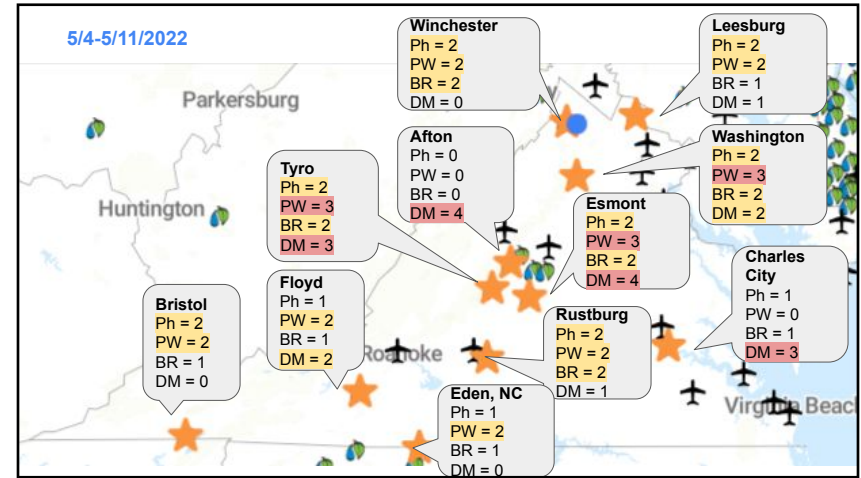 5/4-5/11/2022
Winchester
Ph = 2
PW = 2
BR = 2
DM = 0
Leesburg
Ph = 2
PW = 2
BR = 1
DM = 1
Parkersburg
Afton
Ph = 0
PW = 0
BR = 0
DM = 4
Washington
Ph = 2
PW = 3
BR = 2
DM = 2
Tyro
Ph = 2
PW = 3
BR = 2
DM = 3
Huntington
Esmont
Ph = 2
PW = 3
BR = 2
DM = 4
Charles
City
Ph = 1
PW = 0
BR = 1
DM = 3
Floyd
Ph = 1
PW = 2
BR = 1
DM = 2
Bristol
Ph = 2
PW = 2
BR = 1
DM = 0
Rustburg
Ph = 2
PW = 2
BR = 2
DM = 1
Roanoke
Eden, NC
Ph = 1
PW = 2
BR = 1
DM = 0
Virginia Beac